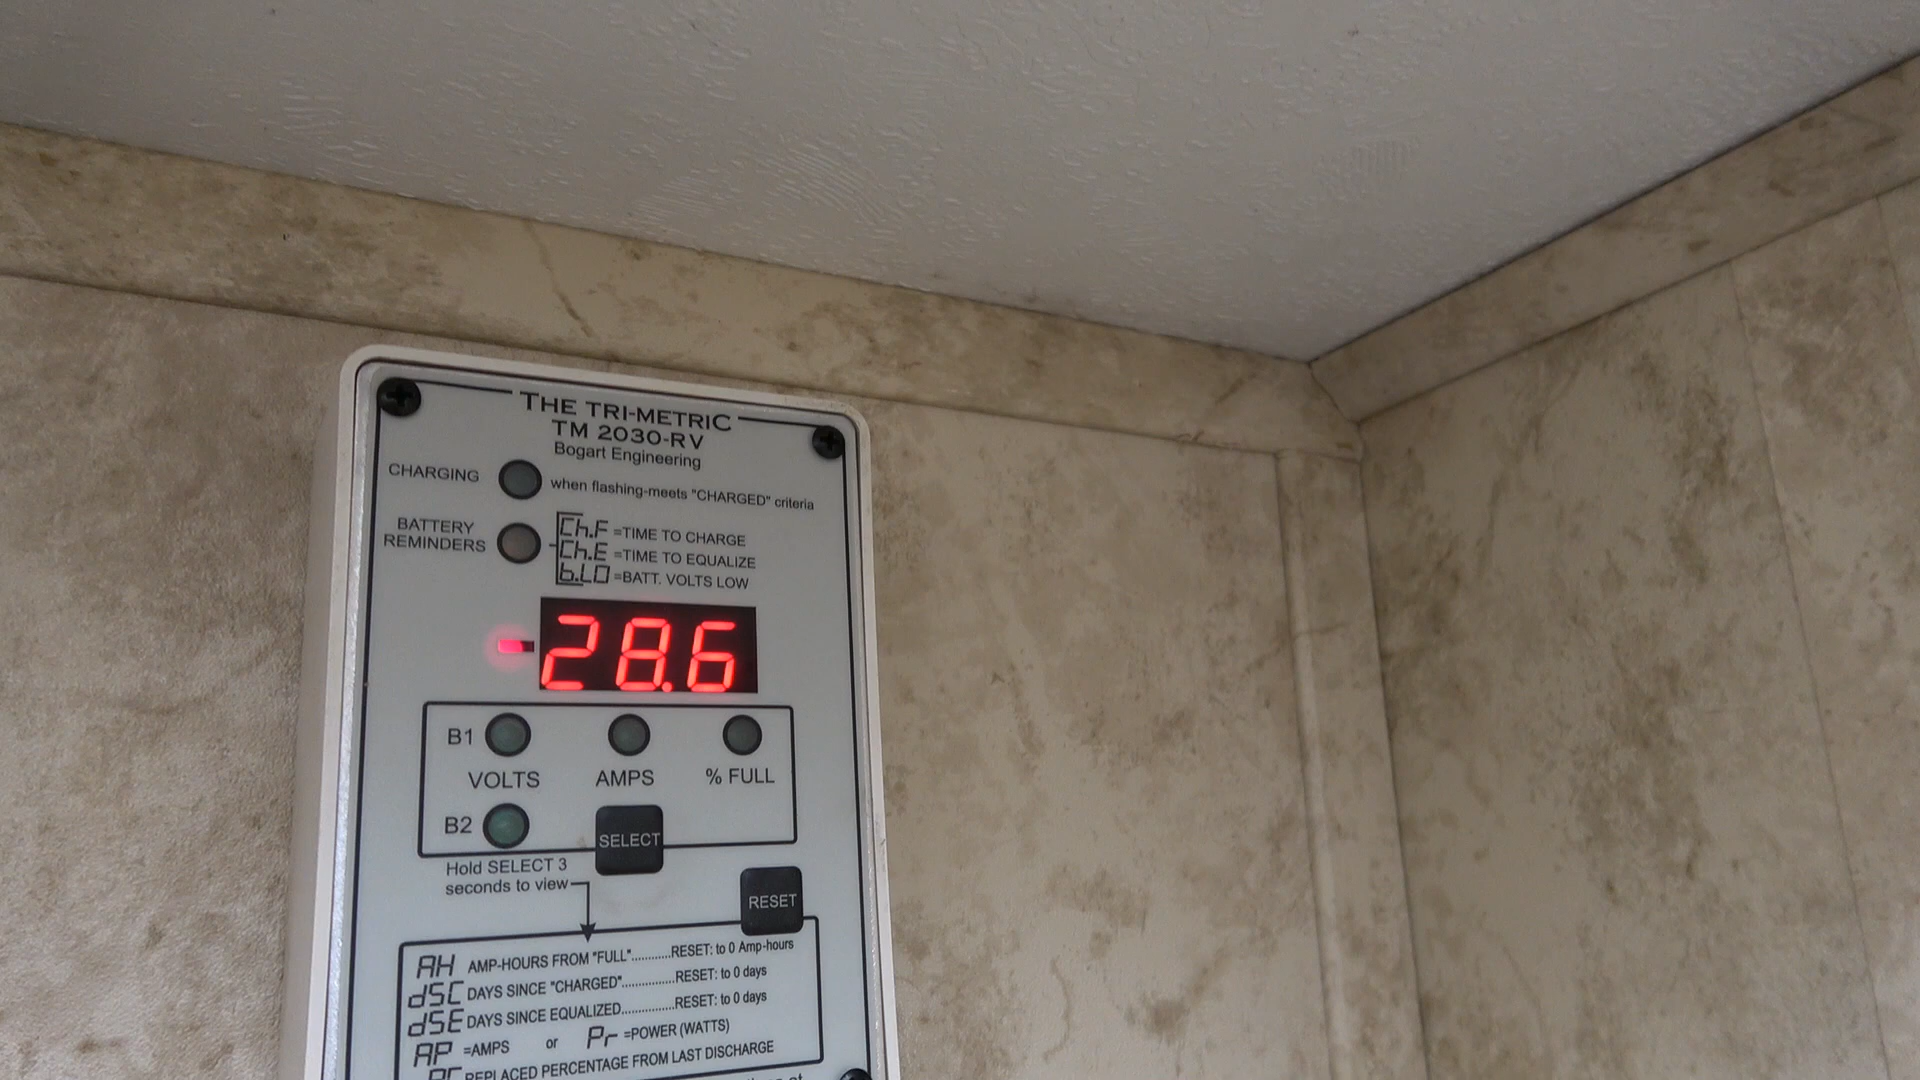 THE TRI-METRIC
TM 2030-RV
Bogart Engineering
CHARGING when flashing-meets "CHARGED" criteria
BATTERY REMINDERS
Ch.F =TIME TO CHARGE
Ch.E =TIME TO EQUALIZE
b.LO =BATT. VOLTS LOW
-28.6
B1
VOLTS AMPS % FULL
B2
SELECT
Hold SELECT 3
seconds to view
RESET
AH AMP-HOURS FROM "FULL"............RESET: to 0 Amp-hours
dSC DAYS SINCE "CHARGED"................RESET: to 0 days
dSE DAYS SINCE EQUALIZED................RESET: to 0 days
AP =AMPS or Pr =POWER (WATTS)
REPLACED PERCENTAGE FROM LAST DISCHARGE